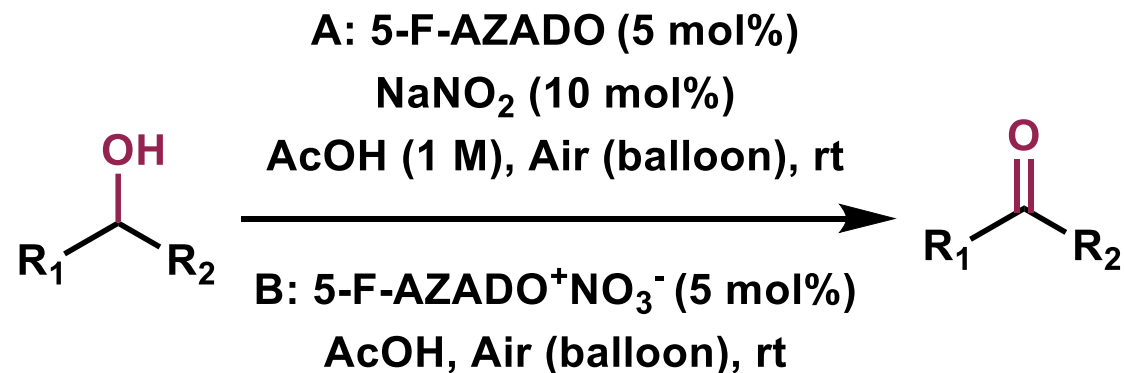 A: 5-F-AZADO (5 mol%)
NaNO₂ (10 mol%)
AcOH (1 M), Air (balloon), rt
OH
R₁
R₂
O
R₁
R₂
B: 5-F-AZADO⁺NO₃⁻ (5 mol%)
AcOH, Air (balloon), rt